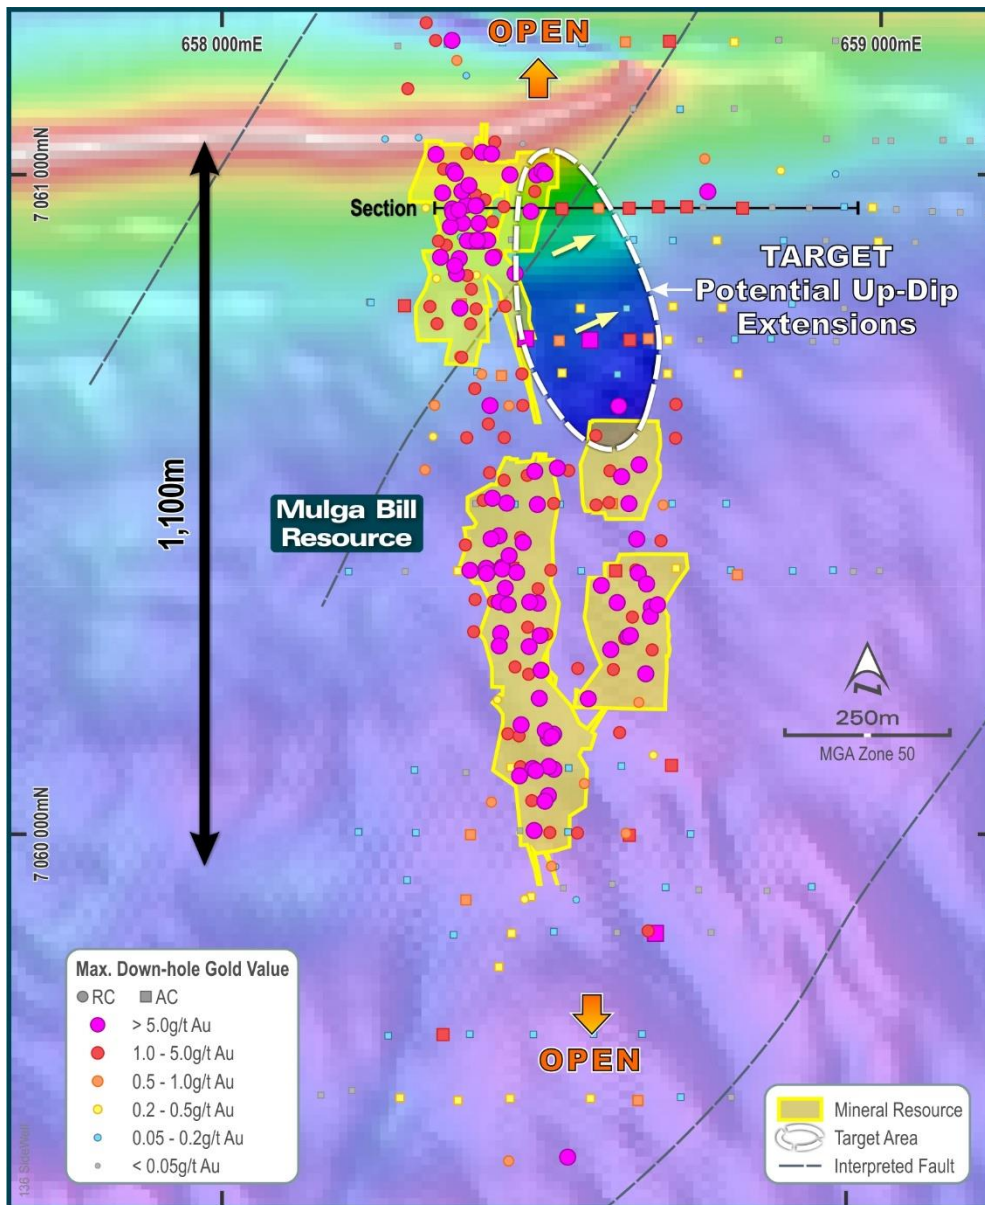 OPEN
658 000mE
659 000mE
7 061 000mN
Section
TARGET
Potential Up-Dip
Extensions
1,100m
Mulga Bill
Resource
N
250m
MGA Zone 50
7 060 000mN
OPEN
Max. Down-hole Gold Value
RC AC
> 5.0g/t Au
1.0 - 5.0g/t Au
0.5 - 1.0g/t Au
0.2 - 0.5g/t Au
0.05 - 0.2g/t Au
< 0.05g/t Au
Mineral Resource
Target Area
Interpreted Fault
136 SideWell